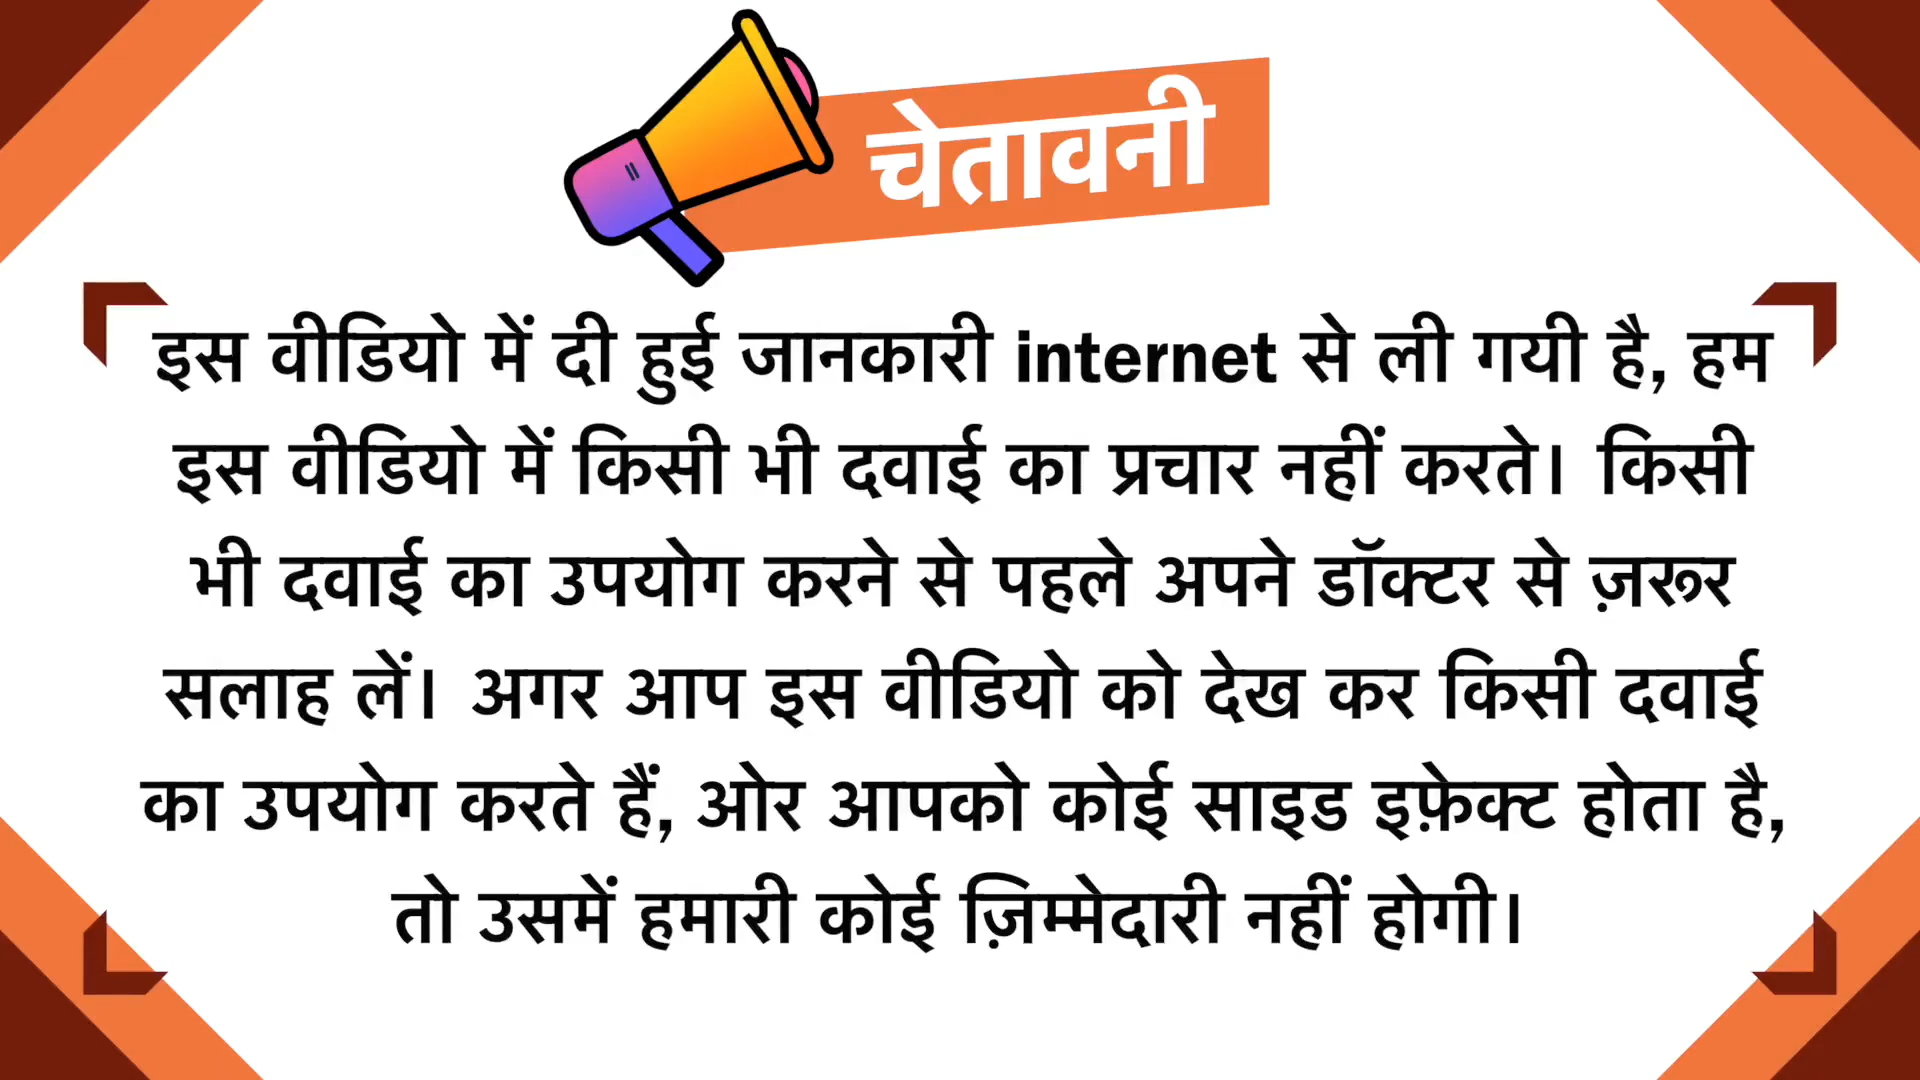 चेतावनी
इस वीडियो में दी हुई जानकारी internet से ली गयी है, हम
इस वीडियो में किसी भी दवाई का प्रचार नहीं करते। किसी
भी दवाई का उपयोग करने से पहले अपने डॉक्टर से ज़रूर
सलाह लें। अगर आप इस वीडियो को देख कर किसी दवाई
का उपयोग करते हैं, ओर आपको कोई साइड इफ़ेक्ट होता है,
तो उसमें हमारी कोई ज़िम्मेदारी नहीं होगी।